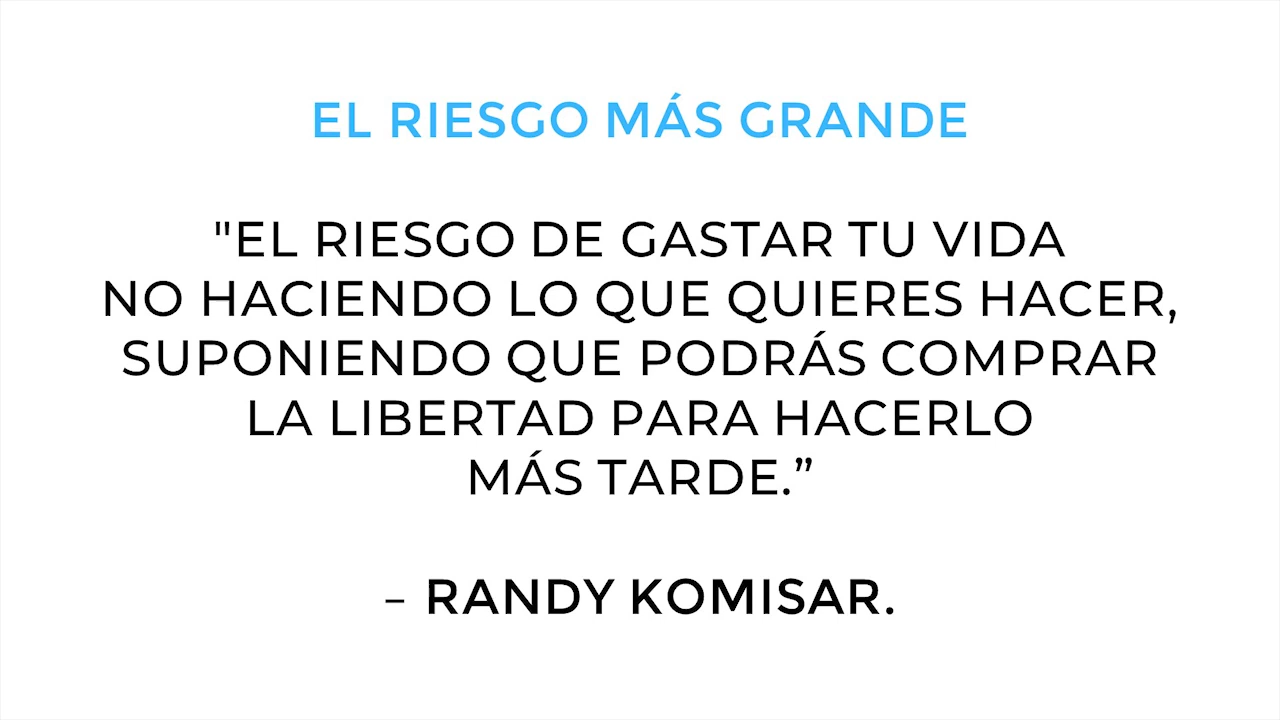 EL RIESGO MÁS GRANDE
"EL RIESGO DE GASTAR TU VIDA
NO HACIENDO LO QUE QUIERES HACER,
SUPONIENDO QUE PODRÁS COMPRAR
LA LIBERTAD PARA HACERLO
MÁS TARDE.”
– RANDY KOMISAR.